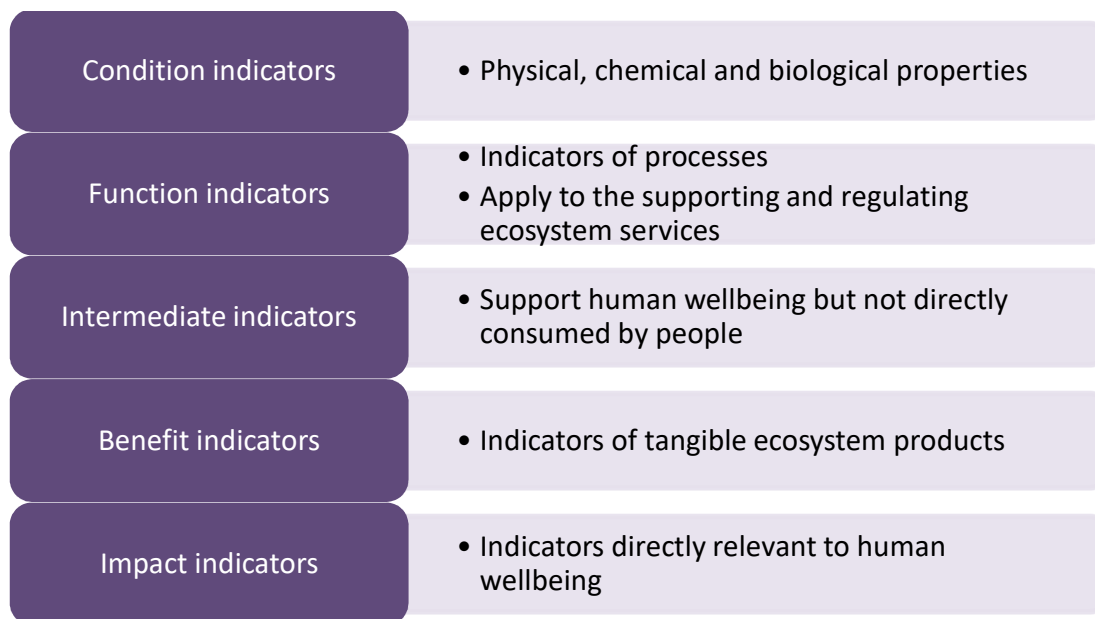 Condition indicators
• Physical, chemical and biological properties
Function indicators
• Indicators of processes
• Apply to the supporting and regulating
ecosystem services
Intermediate indicators
• Support human wellbeing but not directly
consumed by people
Benefit indicators
• Indicators of tangible ecosystem products
Impact indicators
• Indicators directly relevant to human
wellbeing